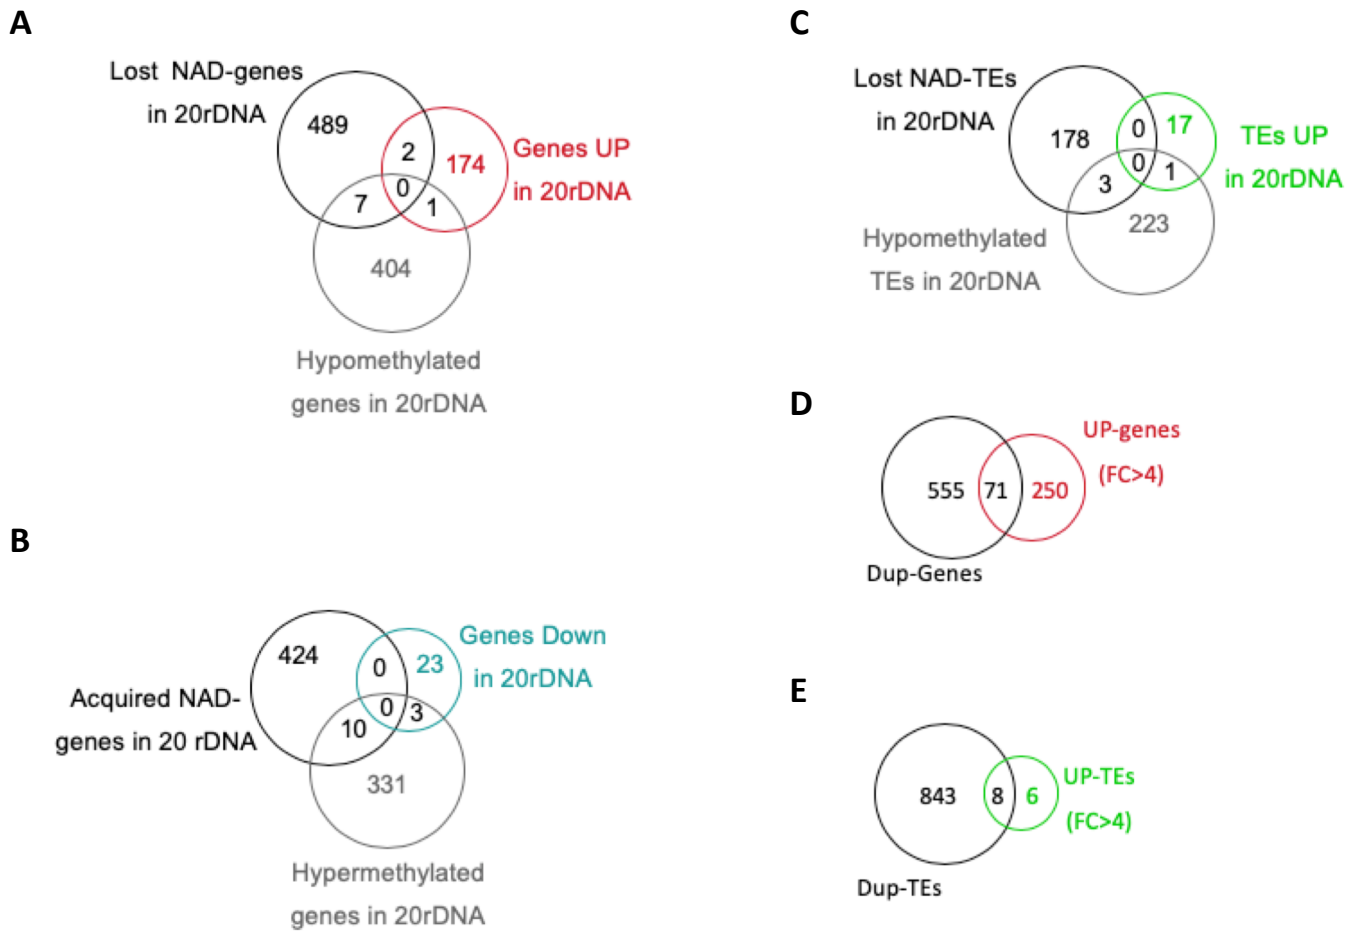 A
Lost NAD-genes
in 20rDNA
489
2
174
Genes UP
in 20rDNA
0
7
1
404
Hypomethylated
genes in 20rDNA
B
424
0
23
Genes Down
in 20rDNA
Acquired NAD-
genes in 20 rDNA
0
3
10
331
Hypermethylated
genes in 20rDNA
C
Lost NAD-TEs
in 20rDNA
178
0
17
TEs UP
in 20rDNA
0
1
3
223
Hypomethylated
TEs in 20rDNA
D
UP-genes
(FC>4)
555
71
250
Dup-Genes
E
UP-TEs
(FC>4)
843
8
6
Dup-TEs